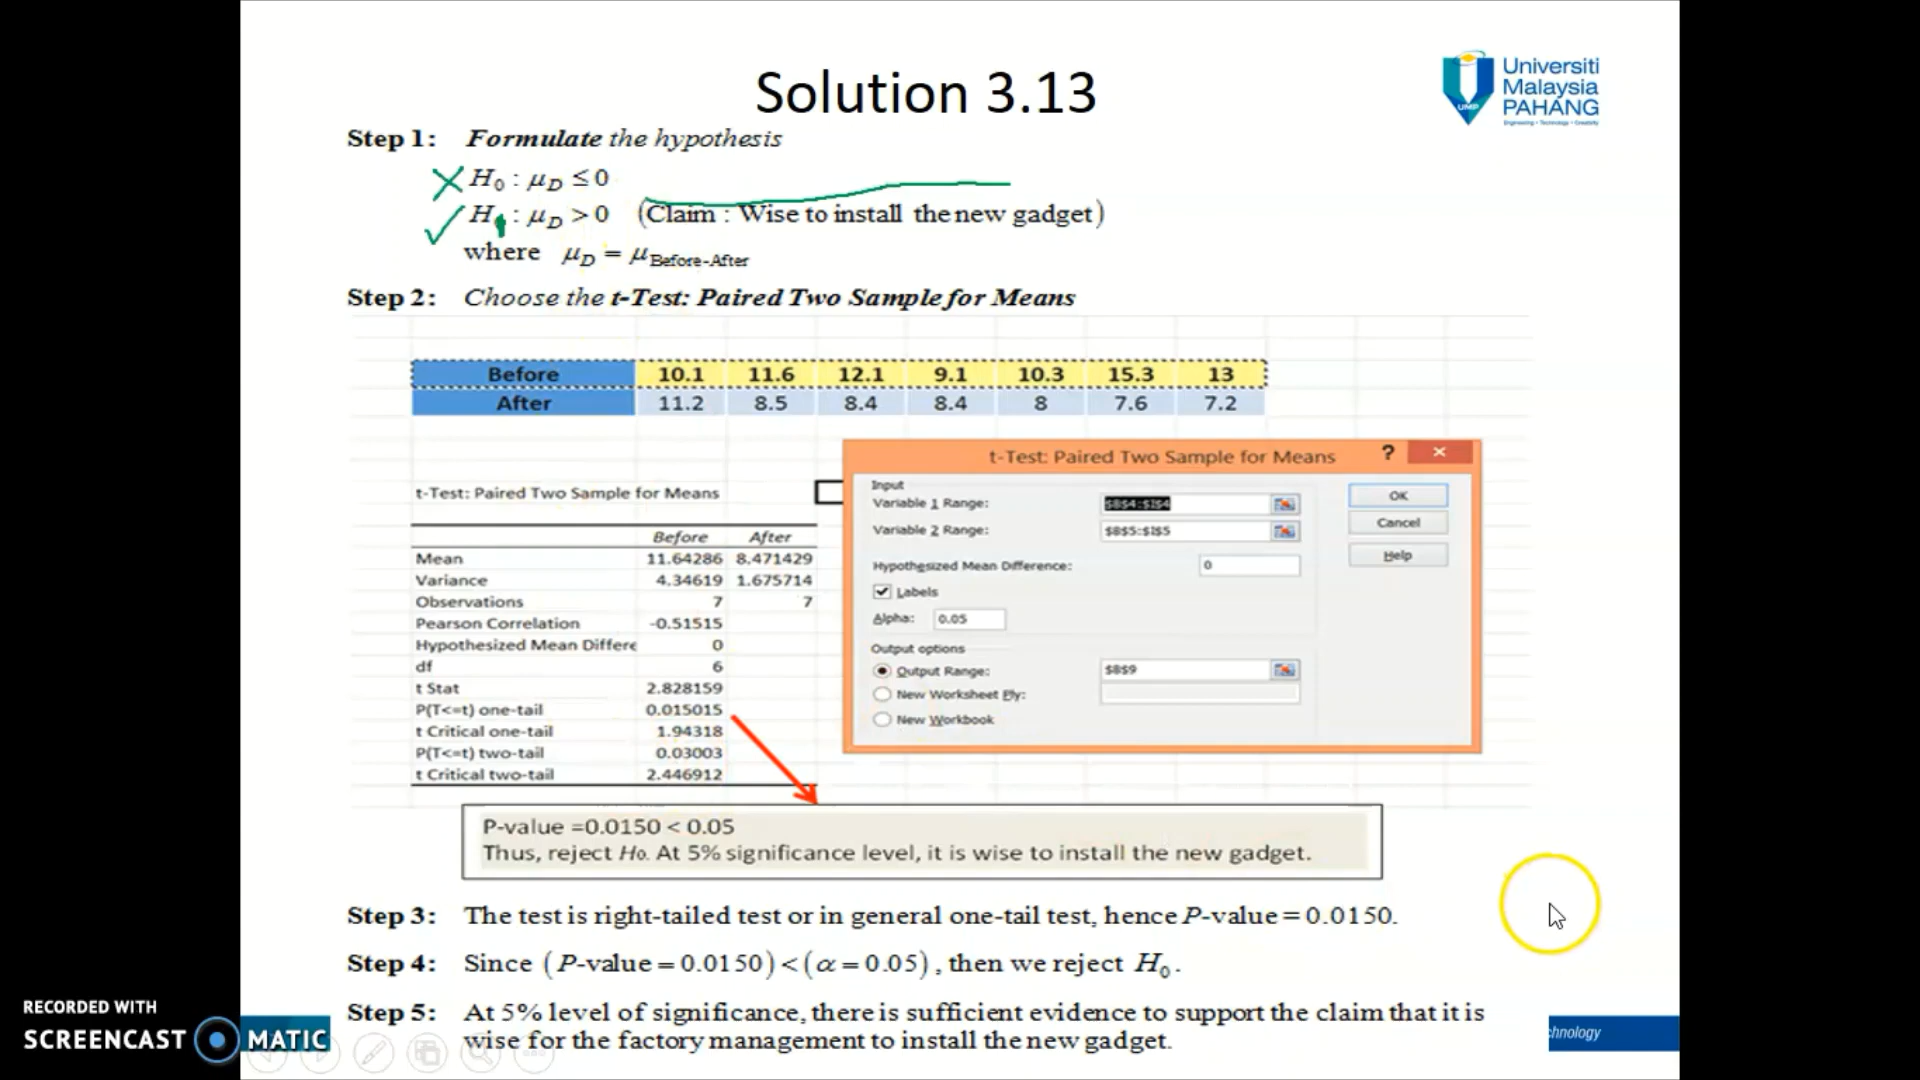 Solution 3.13
Universiti
Malaysia
PAHANG
Engineering • Technology • Creativity
UMP
Step 1: Formulate the hypothesis
H0 : μD ≤ 0
H1 : μD > 0 (Claim : Wise to install the new gadget)
where μD = μBefore-After
Step 2: Choose the t-Test: Paired Two Sample for Means
Before 10.1 11.6 12.1 9.1 10.3 15.3 13
After 11.2 8.5 8.4 8.4 8 7.6 7.2
t-Test: Paired Two Sample for Means
Before After
Mean 11.64286 8.471429
Variance 4.34619 1.675714
Observations 7 7
Pearson Correlation -0.51515
Hypothesized Mean Differe 0
df 6
t Stat 2.828159
P(T<=t) one-tail 0.015015
t Critical one-tail 1.94318
P(T<=t) two-tail 0.03003
t Critical two-tail 2.446912
t-Test: Paired Two Sample for Means ?
Input
Variable 1 Range: $B$4:$I$4
Variable 2 Range: $B$5:$I$5
Hypothesized Mean Difference: 0
Labels
Alpha: 0.05
Output options
Output Range: $B$9
New Worksheet Ply:
New Workbook
OK
Cancel
Help
P-value =0.0150 < 0.05
Thus, reject H0. At 5% significance level, it is wise to install the new gadget.
Step 3: The test is right-tailed test or in general one-tail test, hence P-value = 0.0150.
Step 4: Since (P-value = 0.0150) < (α = 0.05), then we reject H0.
Step 5: At 5% level of significance, there is sufficient evidence to support the claim that it is
wise for the factory management to install the new gadget.
chnology
RECORDED WITH
SCREENCAST MATIC